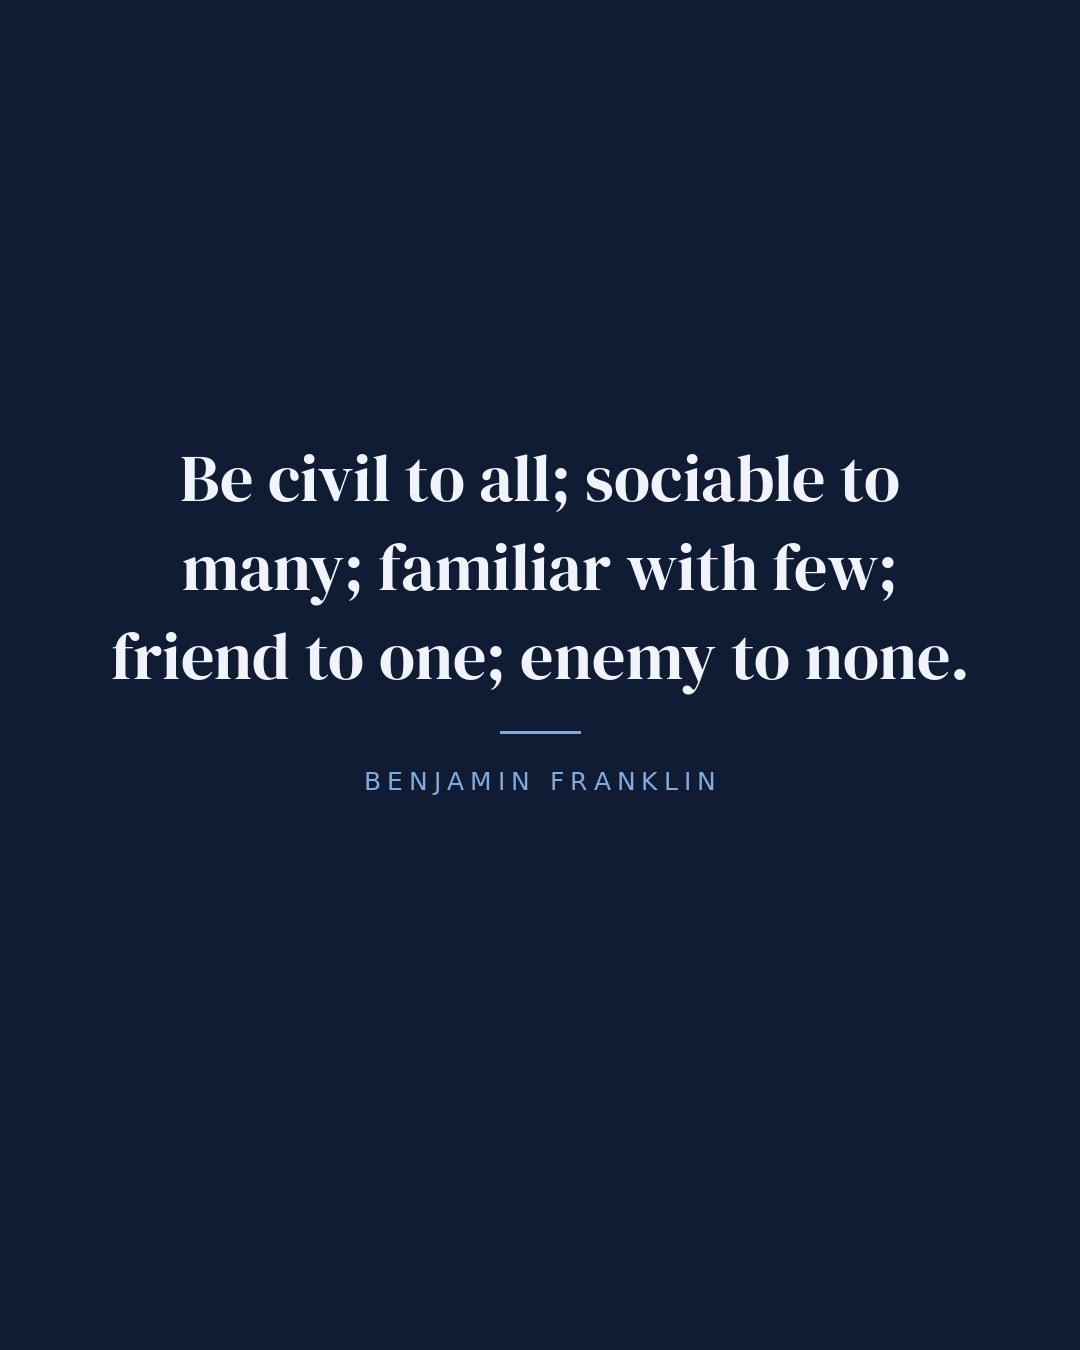 Be civil to all; sociable to
many; familiar with few;
friend to one; enemy to none.
BENJAMIN FRANKLIN